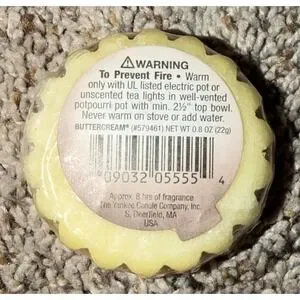 ⚠WARNING
To Prevent Fire • Warm
only with UL listed electric pot or
unscented tea lights in well-vented
potpourri pot with min. 2½" top bowl.
Never warm on stove or add water.
BUTTERCREAM® (#579461) NET WT 0.8 OZ (22g)
09032 05555 4
Approx. 8 hrs of fragrance
The Yankee Candle Company, Inc.
S. Deerfield, MA
USA